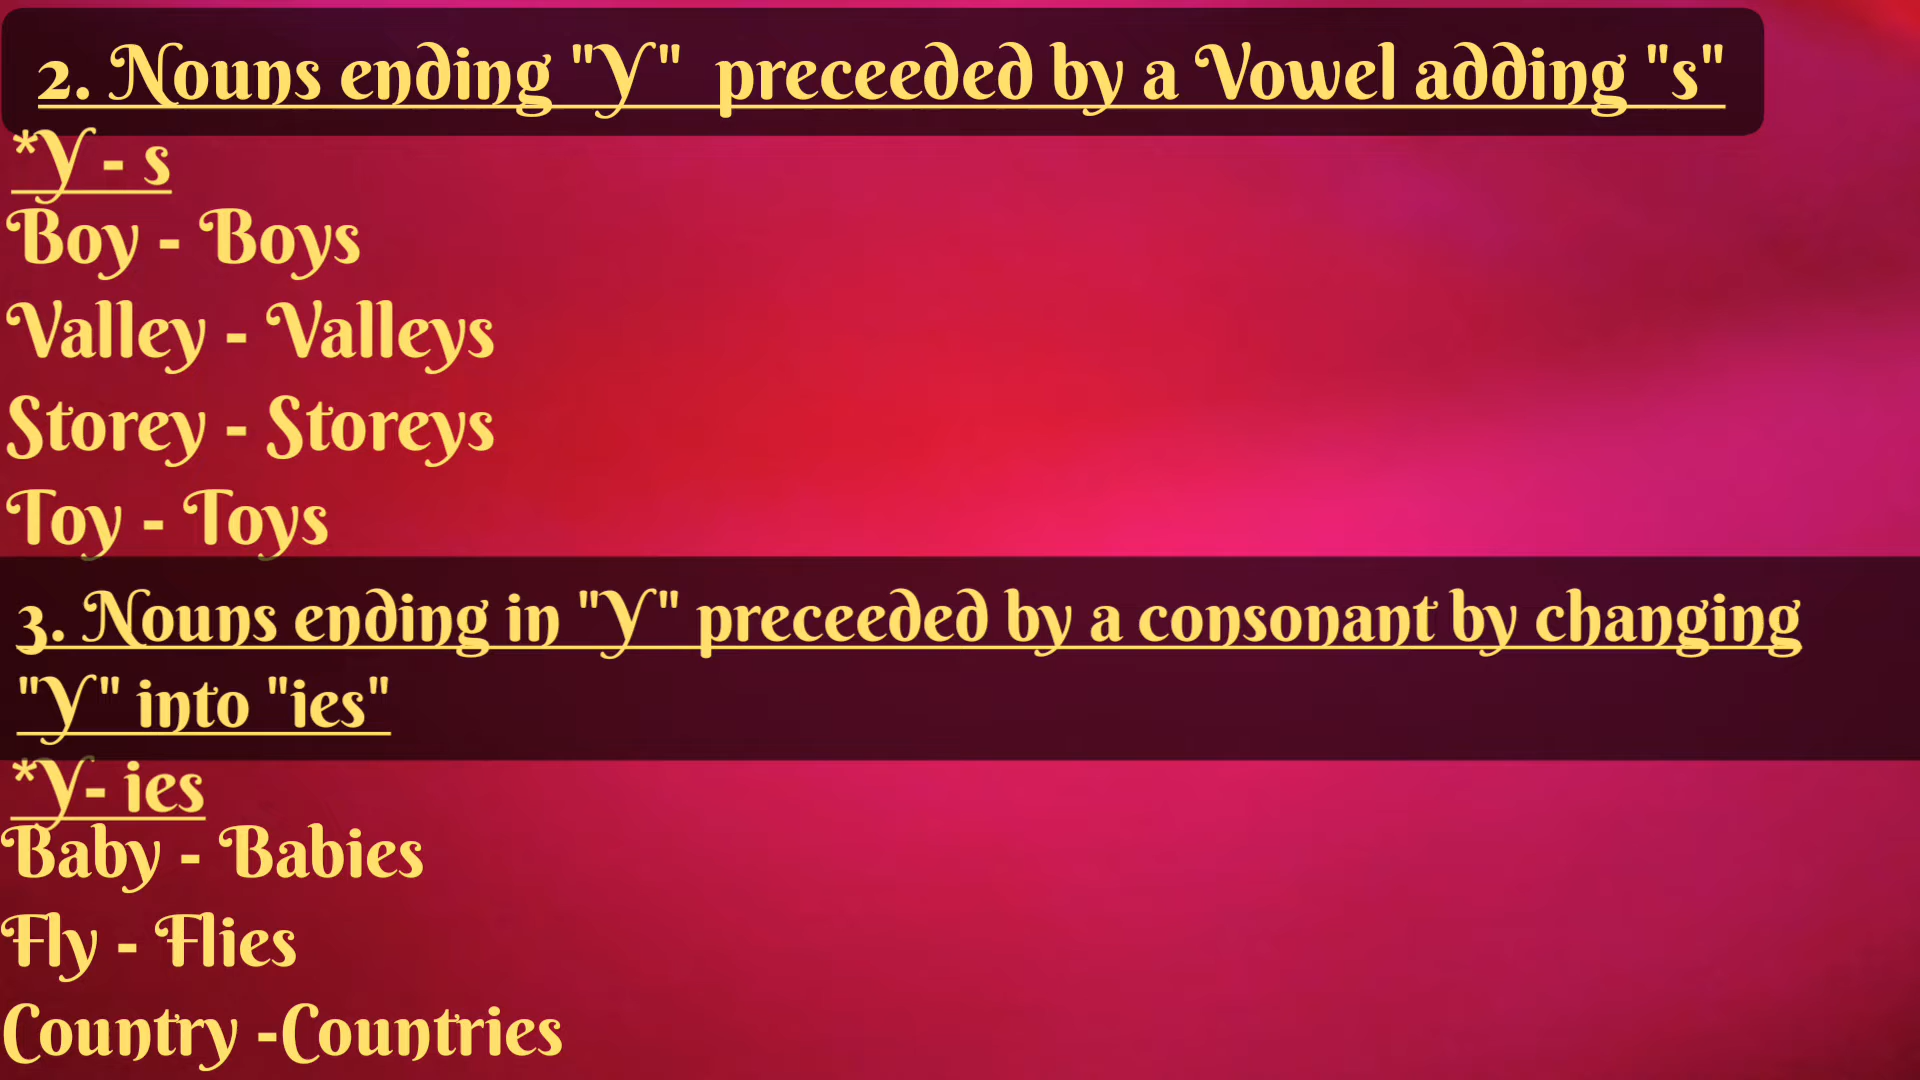 2. Nouns ending "Y" preceeded by a Vowel adding "s"
*Y - s
Boy - Boys
Valley - Valleys
Storey - Storeys
Toy - Toys
3. Nouns ending in "Y" preceeded by a consonant by changing
"Y" into "ies"
*Y- ies
Baby - Babies
Fly - Flies
Country -Countries